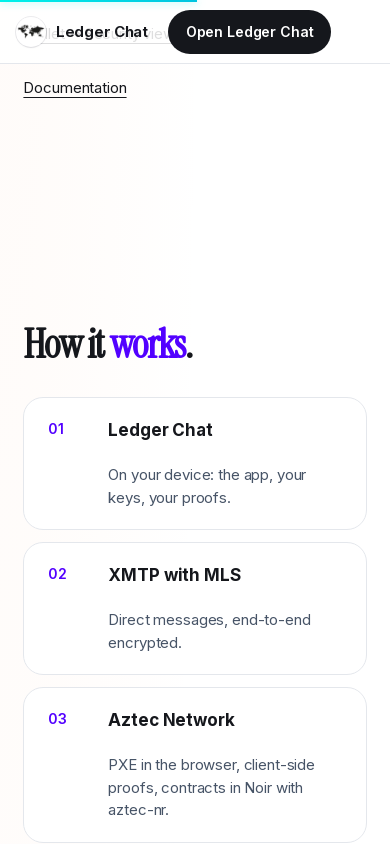 Ledger Chat
Open Ledger Chat
Documentation
How it works.
01
Ledger Chat
On your device: the app, your
keys, your proofs.
02
XMTP with MLS
Direct messages, end-to-end
encrypted.
03
Aztec Network
PXE in the browser, client-side
proofs, contracts in Noir with
aztec-nr.